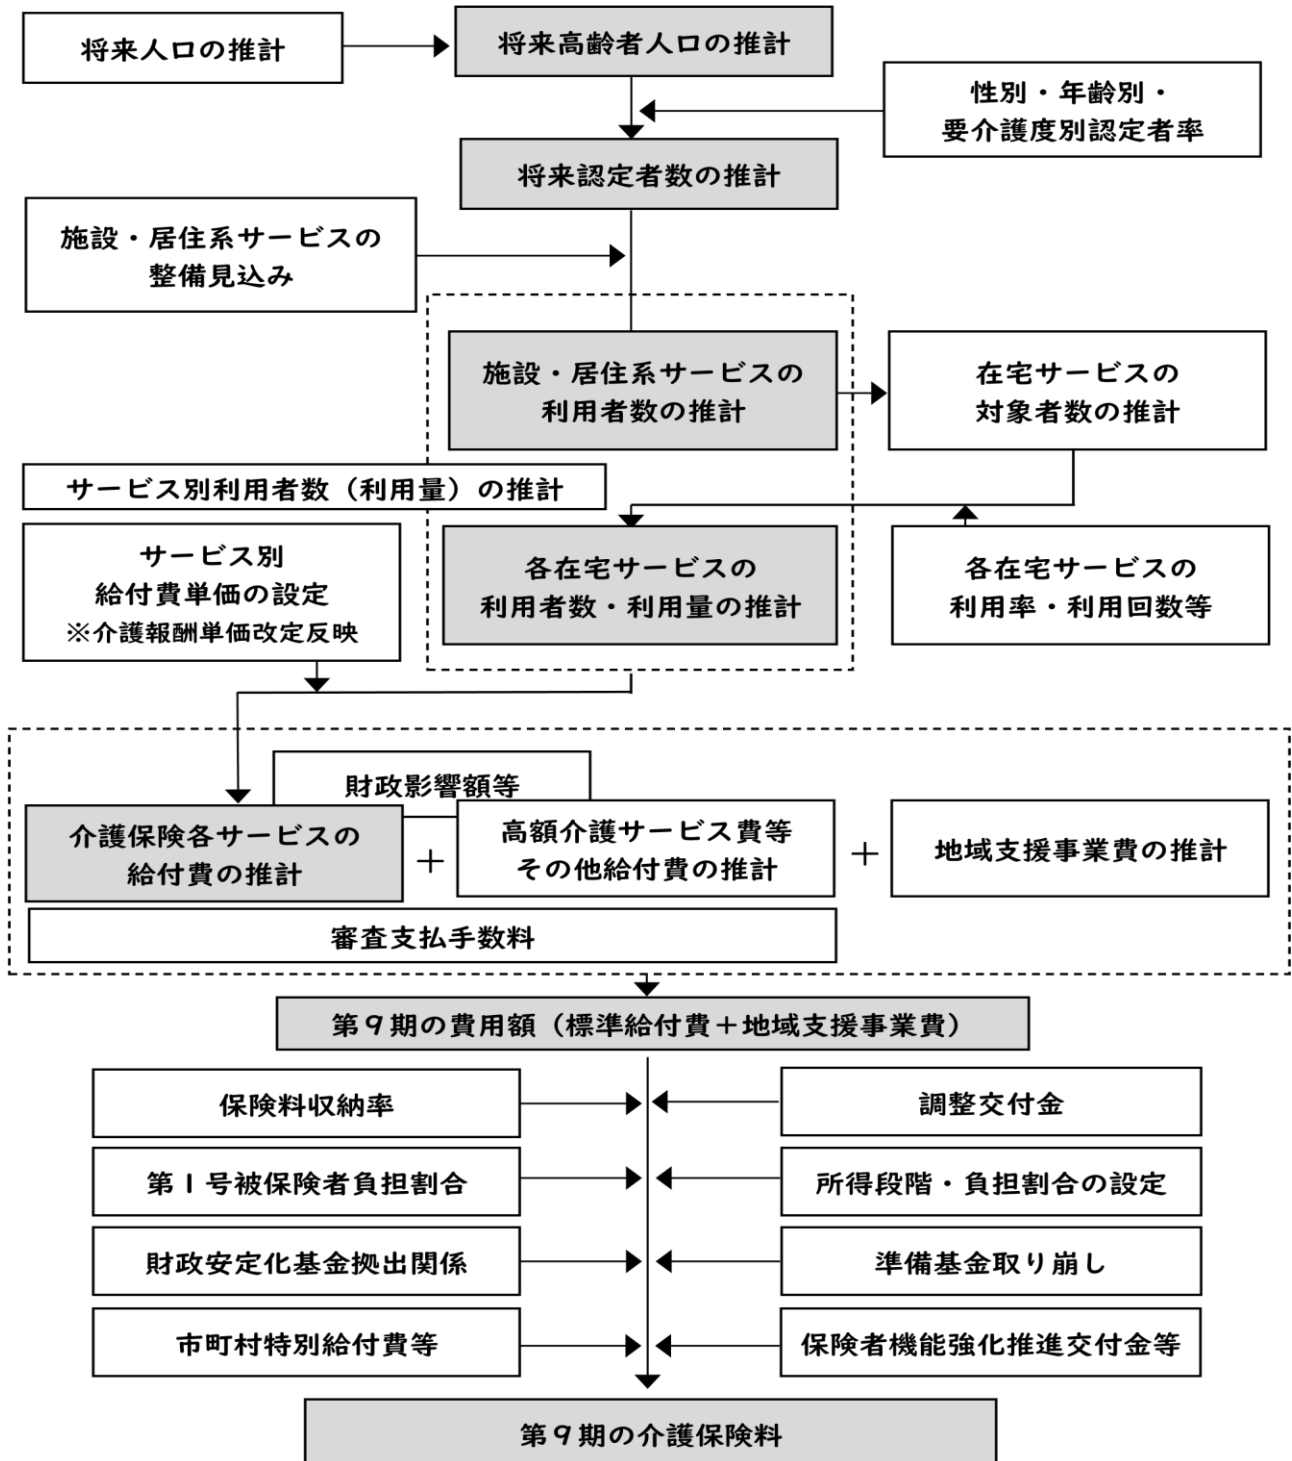 将来人口の推計
将来高齢者人口の推計
性別・年齢別・
要介護度別認定者率
将来認定者数の推計
施設・居住系サービスの
整備見込み
施設・居住系サービスの
利用者数の推計
在宅サービスの
対象者数の推計
サービス別利用者数（利用量）の推計
サービス別
給付費単価の設定
※介護報酬単価改定反映
各在宅サービスの
利用者数・利用量の推計
各在宅サービスの
利用率・利用回数等
財政影響額等
介護保険各サービスの
給付費の推計
＋
高額介護サービス費等
その他給付費の推計
＋
地域支援事業費の推計
審査支払手数料
第９期の費用額（標準給付費＋地域支援事業費）
保険料収納率
調整交付金
第１号被保険者負担割合
所得段階・負担割合の設定
財政安定化基金拠出関係
準備基金取り崩し
市町村特別給付費等
保険者機能強化推進交付金等
第９期の介護保険料